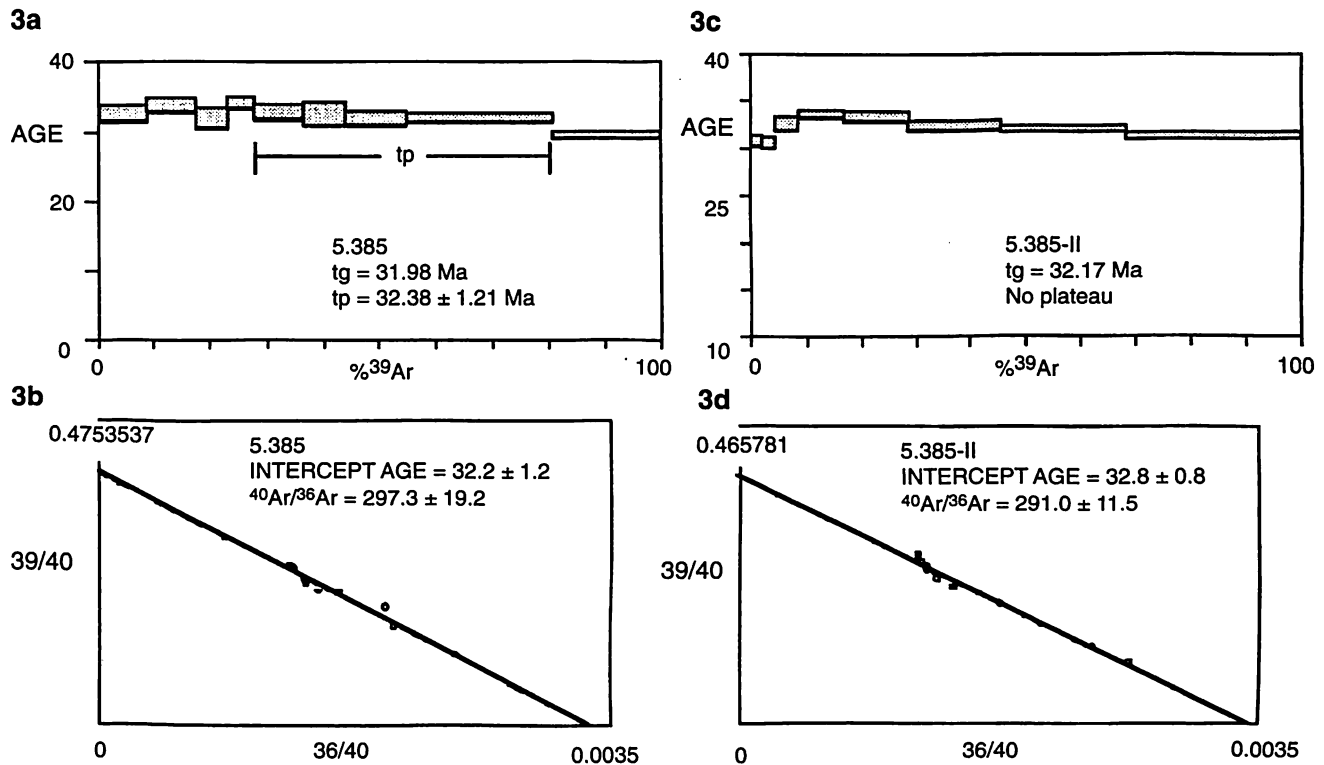 3a
40
AGE
20
0
tp
5.385
tg = 31.98 Ma
tp = 32.38 ± 1.21 Ma
0
%³⁹Ar
100
3c
40
AGE
25
10
5.385-II
tg = 32.17 Ma
No plateau
0
%³⁹Ar
100
3b
0.4753537
5.385
INTERCEPT AGE = 32.2 ± 1.2
⁴⁰Ar/³⁶Ar = 297.3 ± 19.2
39/40
0
36/40
0.0035
3d
0.465781
5.385-II
INTERCEPT AGE = 32.8 ± 0.8
⁴⁰Ar/³⁶Ar = 291.0 ± 11.5
39/40
0
36/40
0.0035